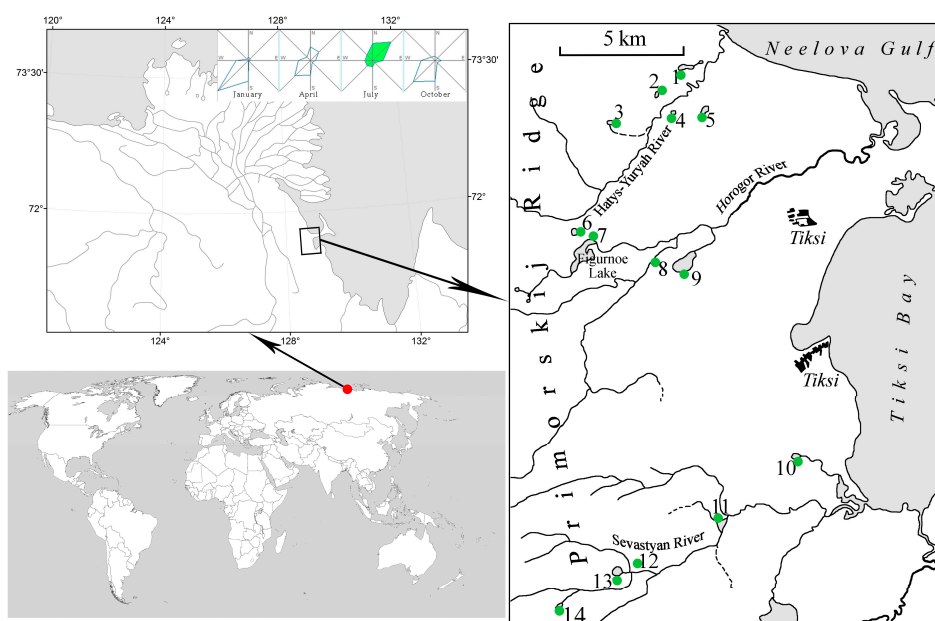 120° 124° 128° 132°
73°30' 73°30'
N N N N
W E W E W E W E
S S S S
January April July October
72° 72°
124° 128° 132°
5 km
Neelova Gulf
1
2
3
4
5
Hatys-Yuryah River
Horogor River
Tiksi
6
7
Figurnoe
Lake
8
9
Primorskij Ridge
Tiksi Bay
Tiksi
10
11
Sevastyan River
12
13
14